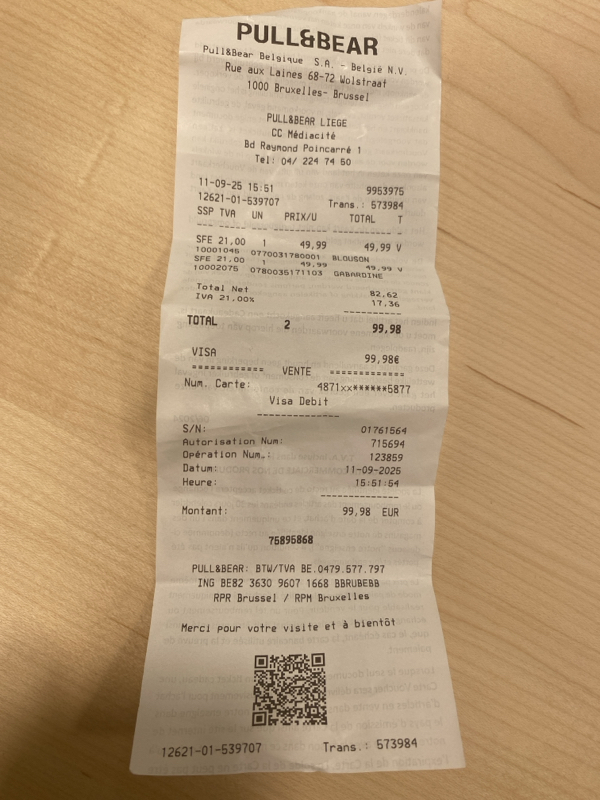 PULL&BEAR
Pull&Bear Belgique S.A. - België N.V.
Rue aux Laines 68-72 Wolstraat
1000 Bruxelles- Brussel
PULL&BEAR LIEGE
CC Médiacité
Bd Raymond Poincarré 1
Tel: 04/ 224 74 50
11-09-25 15:51 9953975
12621-01-539707 Trans.: 573984
SSP TVA UN PRIX/U TOTAL T
SFE 21,00 1 49,99 49,99 V
10001045 0770031780001 BLOUSON
SFE 21,00 1 49,99 49,99 V
10002075 0780035171103 GABARDINE
Total Net 82,62
IVA 21,00% 17,36
TOTAL 2 99,98
VISA 99,98€
============ VENTE ============
Num. Carte: 4871xx******5877
Visa Debit
S/N: 01761564
Autorisation Num: 715694
Opération Num.: 123859
Datum: 11-09-2025
Heure: 15:51:54
Montant: 99,98 EUR
75895868
PULL&BEAR: BTW/TVA BE.0479.577.797
ING BE82 3630 9607 1668 BBRUBEBB
RPR Brussel / RPM Bruxelles
Merci pour votre visite et à bientôt
12621-01-539707 Trans.: 573984